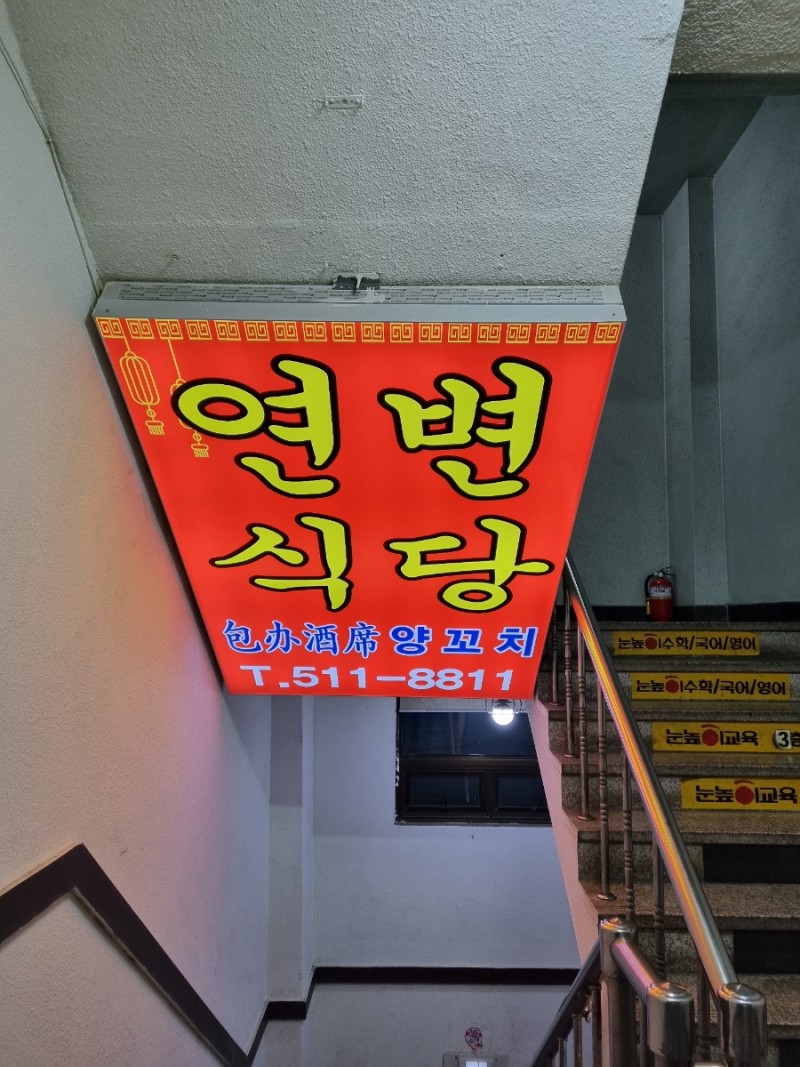 연변
식당
包办酒席 양꼬치
T.511-8811
눈높이수학/국어/영어
눈높이수학/국어/영어
눈높이교육 3층
눈높이교육